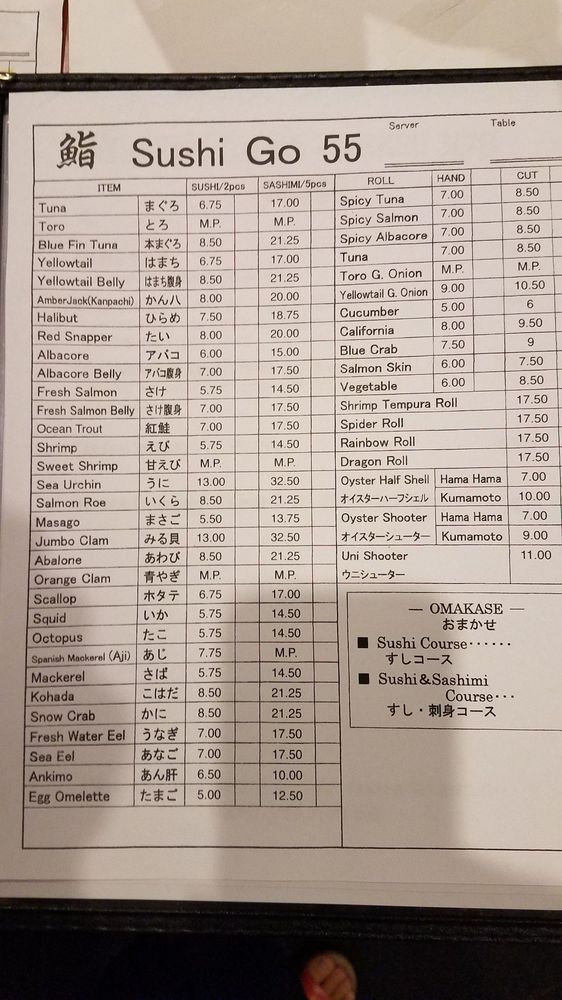 鮨 Sushi Go 55 Server Table
ITEM SUSHI/2pcs SASHIMI/5pcs
Tuna まぐろ 6.75 17.00
Toro とろ M.P. M.P.
Blue Fin Tuna 本まぐろ 8.50 21.25
Yellowtail はまち 6.75 17.00
Yellowtail Belly はまち腹身 8.50 21.25
AmberJack(Kanpachi) かん八 8.00 20.00
Halibut ひらめ 7.50 18.75
Red Snapper たい 8.00 20.00
Albacore アバコ 6.00 15.00
Albacore Belly アバコ腹身 7.00 17.50
Fresh Salmon さけ 5.75 14.50
Fresh Salmon Belly さけ腹身 7.00 17.50
Ocean Trout 紅鮭 7.00 17.50
Shrimp えび 5.75 14.50
Sweet Shrimp 甘えび M.P. M.P.
Sea Urchin うに 13.00 32.50
Salmon Roe いくら 8.50 21.25
Masago まさご 5.50 13.75
Jumbo Clam みる貝 13.00 32.50
Abalone あわび 8.50 21.25
Orange Clam 青やぎ M.P. M.P.
Scallop ホタテ 6.75 17.00
Squid いか 5.75 14.50
Octopus たこ 5.75 14.50
Spanish Mackerel (Aji) あじ 7.75 M.P.
Mackerel さば 5.75 14.50
Kohada こはだ 8.50 21.25
Snow Crab かに 8.50 21.25
Fresh Water Eel うなぎ 7.00 17.50
Sea Eel あなご 7.00 17.50
Ankimo あん肝 6.50 10.00
Egg Omelette たまご 5.00 12.50
ROLL HAND CUT
Spicy Tuna 7.00 8.50
Spicy Salmon 7.00 8.50
Spicy Albacore 7.00 8.50
Tuna 7.00 8.50
Toro G. Onion M.P. M.P.
Yellowtail G. Onion 9.00 10.50
Cucumber 5.00 6
California 8.00 9.50
Blue Crab 7.50 9
Salmon Skin 6.00 7.50
Vegetable 6.00 8.50
Shrimp Tempura Roll 17.50
Spider Roll 17.50
Rainbow Roll 17.50
Dragon Roll 17.50
Oyster Half Shell Hama Hama 7.00
オイスターハーフシェル Kumamoto 10.00
Oyster Shooter Hama Hama 7.00
オイスターシューター Kumamoto 9.00
Uni Shooter 11.00
ウニシューター
― OMAKASE ―
おまかせ
■ Sushi Course‥‥‥
すしコース
■ Sushi&Sashimi
Course‥･
すし・刺身コース